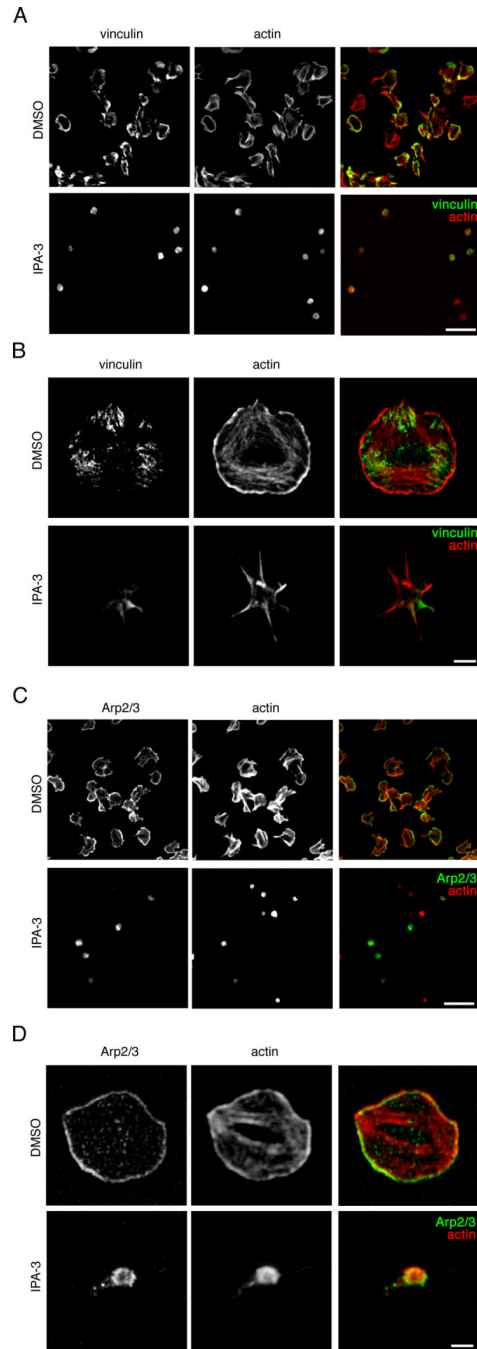 A
vinculin actin
DMSO
IPA-3
vinculin
actin
B
vinculin actin
DMSO
IPA-3
vinculin
actin
C
Arp2/3 actin
DMSO
IPA-3
Arp2/3
actin
D
Arp2/3 actin
DMSO
IPA-3
Arp2/3
actin